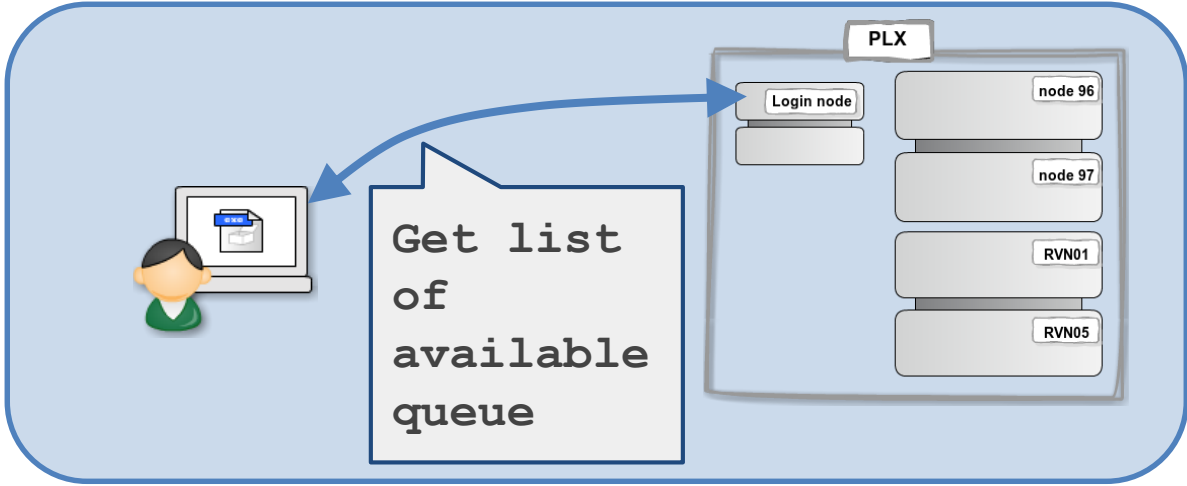 PLX
Login node
node 96
node 97
RVN01
RVN05
Get list
of
available
queue